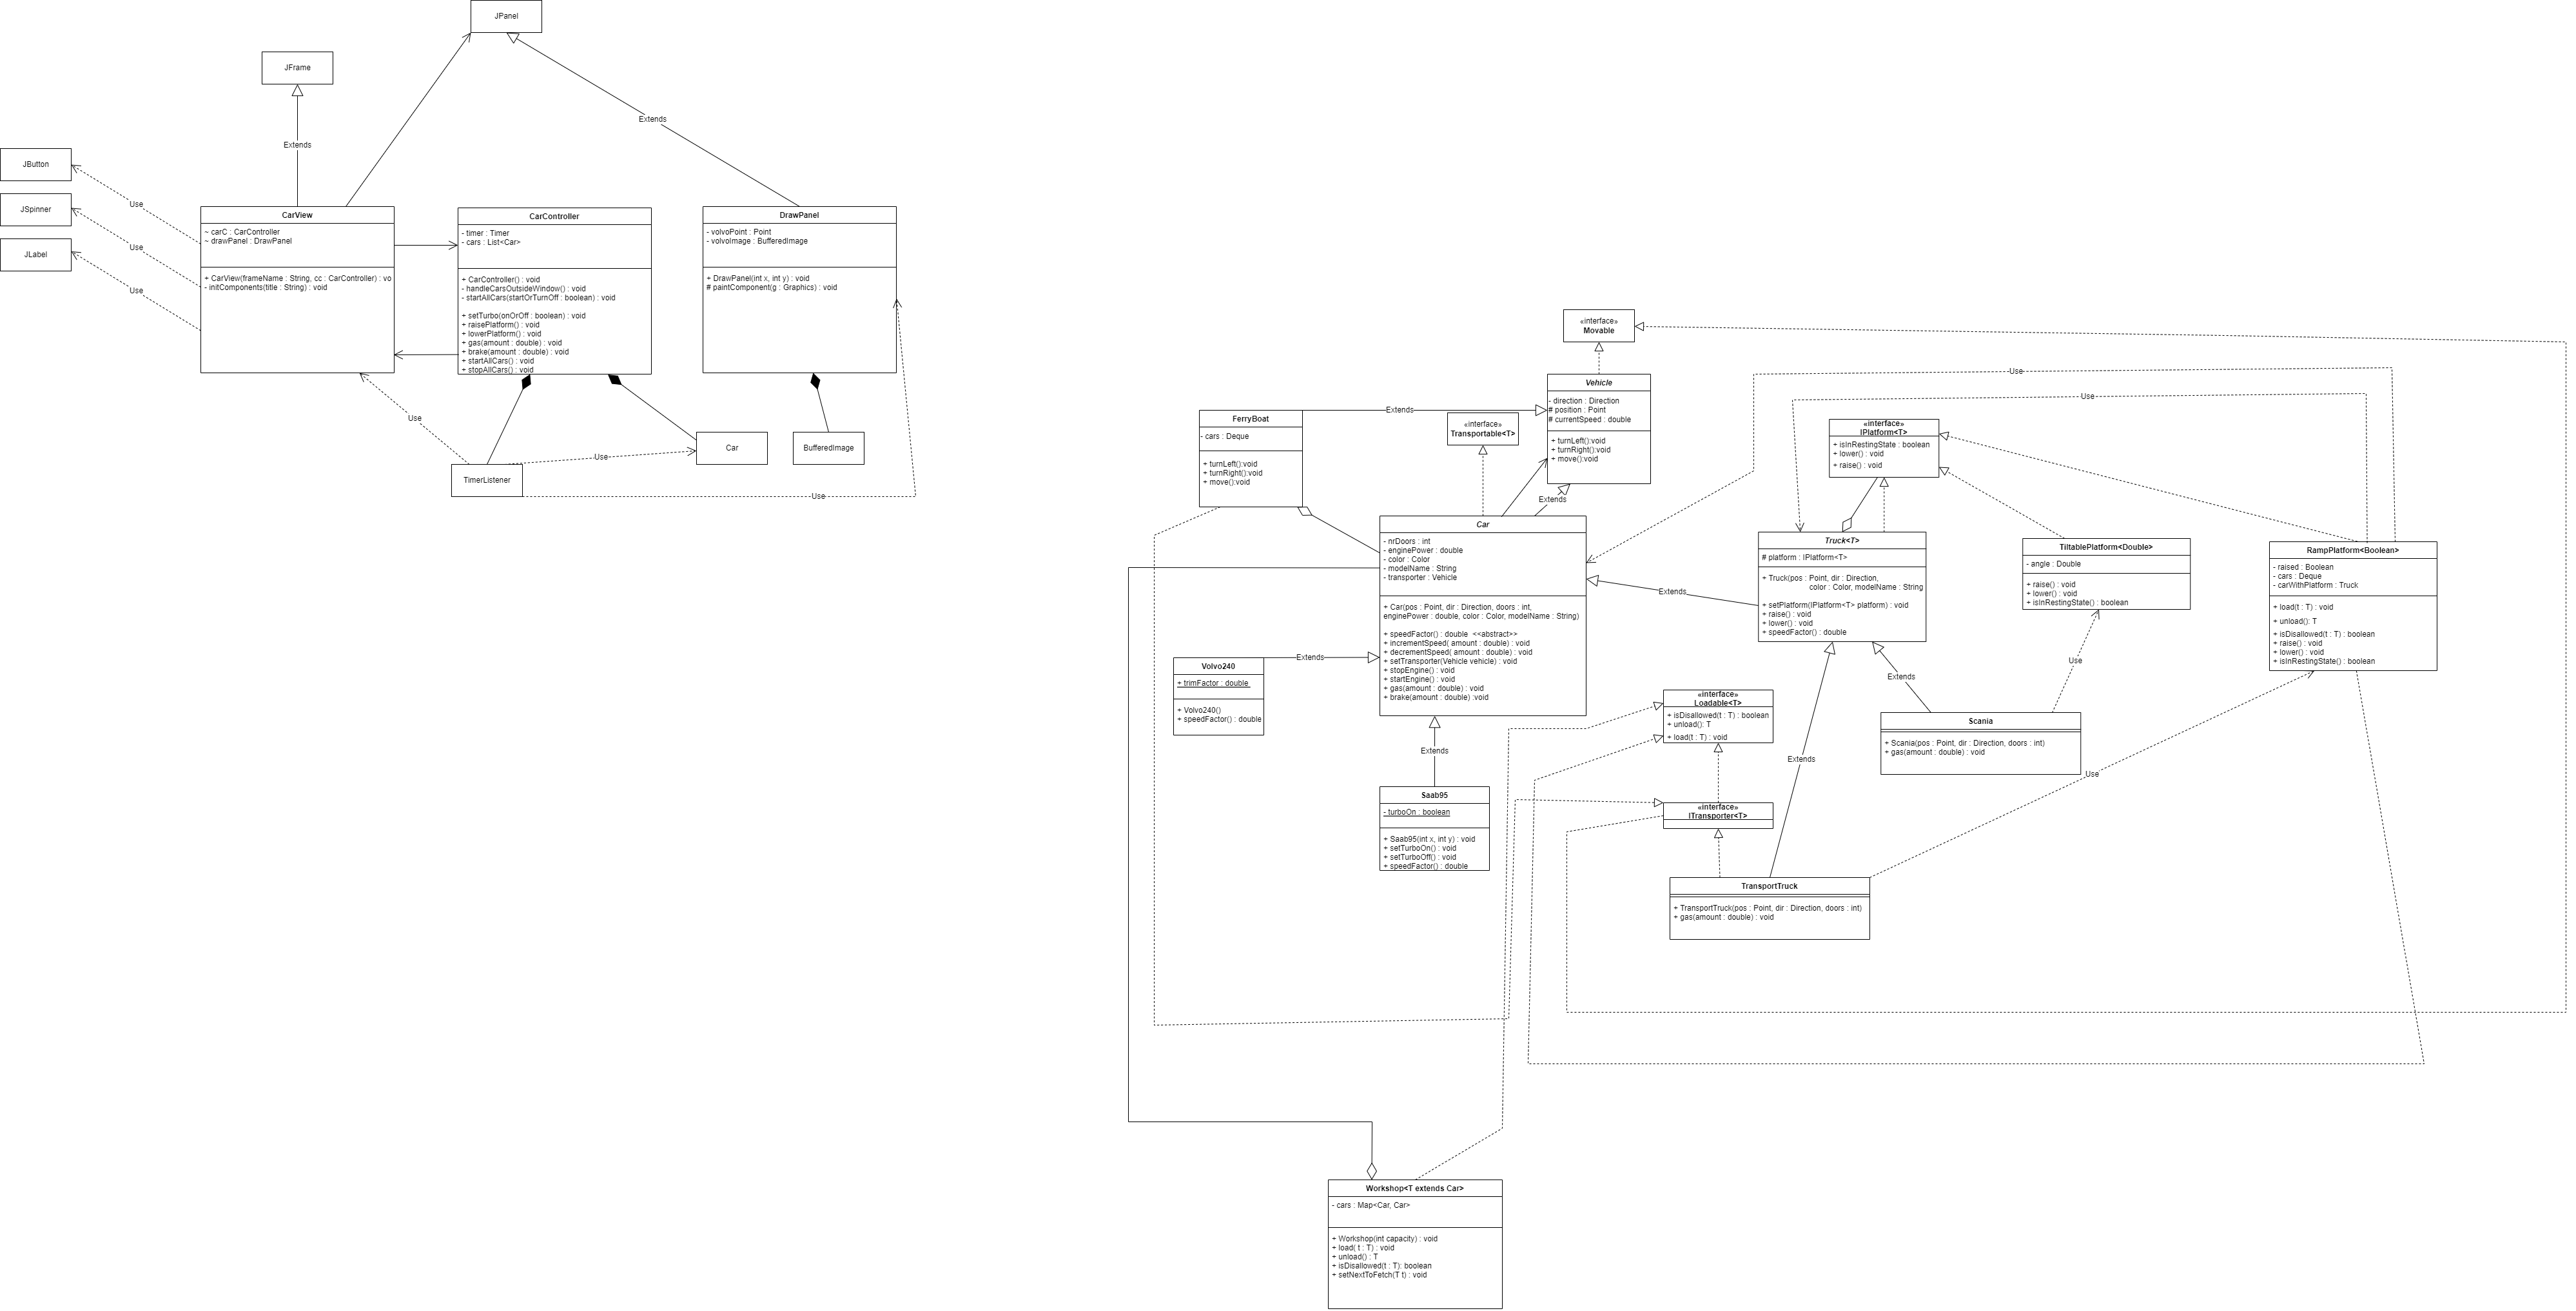 JPanel
JFrame
Extends
Extends
JButton
JSpinner
JLabel
Use
Use
Use
CarView
~ carC : CarController
~ drawPanel : DrawPanel
+ CarView(frameName : String, cc : CarController) : vo
- initComponents(title : String) : void
CarController
- timer : Timer
- cars : List<Car>
+ CarController() : void
- handleCarsOutsideWindow() : void
- startAllCars(startOrTurnOff : boolean) : void
+ setTurbo(onOrOff : boolean) : void
+ raisePlatform() : void
+ lowerPlatform() : void
+ gas(amount : double) : void
+ brake(amount : double) : void
+ startAllCars() : void
+ stopAllCars() : void
DrawPanel
- volvoPoint : Point
- volvoImage : BufferedImage
+ DrawPanel(int x, int y) : void
# paintComponent(g : Graphics) : void
Use
Use
Use
Car
BufferedImage
TimerListener
«interface»
Movable
Vehicle
- direction : Direction
# position : Point
# currentSpeed : double
+ turnLeft():void
+ turnRight():void
+ move():void
Extends
FerryBoat
- cars : Deque
+ turnLeft():void
+ turnRight():void
+ move():void
«interface»
Transportable<T>
Extends
Use
Use
«interface»
IPlatform<T>
+ isInRestingState : boolean
+ lower() : void
+ raise() : void
Car
- nrDoors : int
- enginePower : double
- color : Color
- modelName : String
- transporter : Vehicle
+ Car(pos : Point, dir : Direction, doors : int,
enginePower : double, color : Color, modelName : String)
+ speedFactor() : double <<abstract>>
+ incrementSpeed( amount : double) : void
+ decrementSpeed( amount : double) : void
+ setTransporter(Vehicle vehicle) : void
+ stopEngine() : void
+ startEngine() : void
+ gas(amount : double) : void
+ brake(amount : double) :void
Extends
Truck<T>
# platform : IPlatform<T>
+ Truck(pos : Point, dir : Direction,
color : Color, modelName : String
+ setPlatform(IPlatform<T> platform) : void
+ raise() : void
+ lower() : void
+ speedFactor() : double
TiltablePlatform<Double>
- angle : Double
+ raise() : void
+ lower() : void
+ isInRestingState() : boolean
RampPlatform<Boolean>
- raised : Boolean
- cars : Deque
- carWithPlatform : Truck
+ load(t : T) : void
+ unload(): T
+ isDisallowed(t : T) : boolean
+ raise() : void
+ lower() : void
+ isInRestingState() : boolean
Volvo240
+ trimFactor : double
+ Volvo240()
+ speedFactor() : double
Extends
Extends
Saab95
- turboOn : boolean
+ Saab95(int x, int y) : void
+ setTurboOn() : void
+ setTurboOff() : void
+ speedFactor() : double
«interface»
Loadable<T>
+ isDisallowed(t : T) : boolean
+ unload(): T
+ load(t : T) : void
«interface»
ITransporter<T>
Extends
Extends
Use
Use
Scania
+ Scania(pos : Point, dir : Direction, doors : int)
+ gas(amount : double) : void
TransportTruck
+ TransportTruck(pos : Point, dir : Direction, doors : int)
+ gas(amount : double) : void
Workshop<T extends Car>
- cars : Map<Car, Car>
+ Workshop(int capacity) : void
+ load( t : T) : void
+ unload() : T
+ isDisallowed(t : T): boolean
+ setNextToFetch(T t) : void